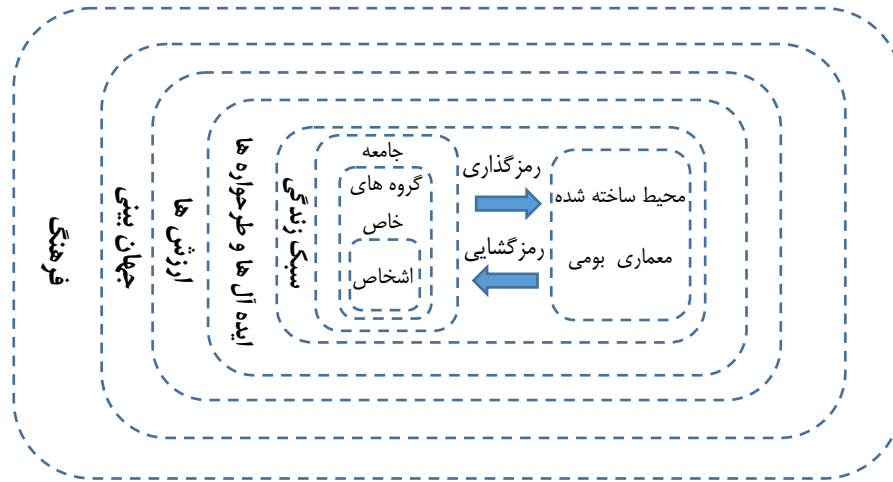 فرهنگ
جهان بینی
ارزش ها
ایده آل ها و طرحواره ها
سبک زندگی
جامعه
گروه های
خاص
اشخاص
رمزگذاری
رمزگشایی
محیط ساخته شده
معماری بومی